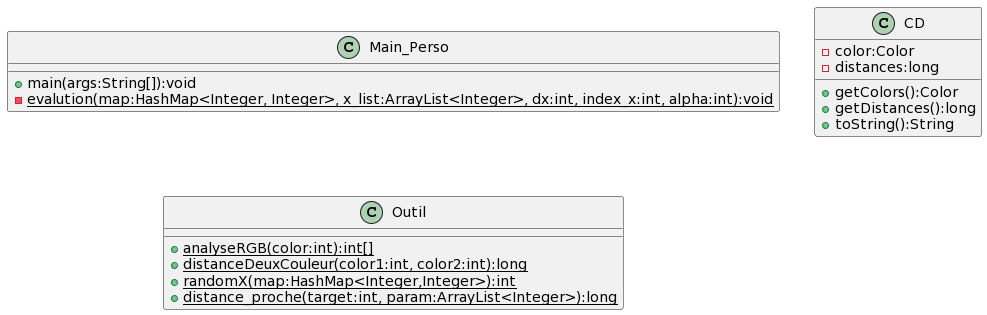 C Main_Perso
main(args:String[]):void
evalution(map:HashMap<Integer, Integer>, x_list:ArrayList<Integer>, dx:int, index_x:int, alpha:int):void
C CD
color:Color
distances:long
getColors():Color
getDistances():long
toString():String
C Outil
analyseRGB(color:int):int[]
distanceDeuxCouleur(color1:int, color2:int):long
randomX(map:HashMap<Integer,Integer>):int
distance_proche(target:int, param:ArrayList<Integer>):long